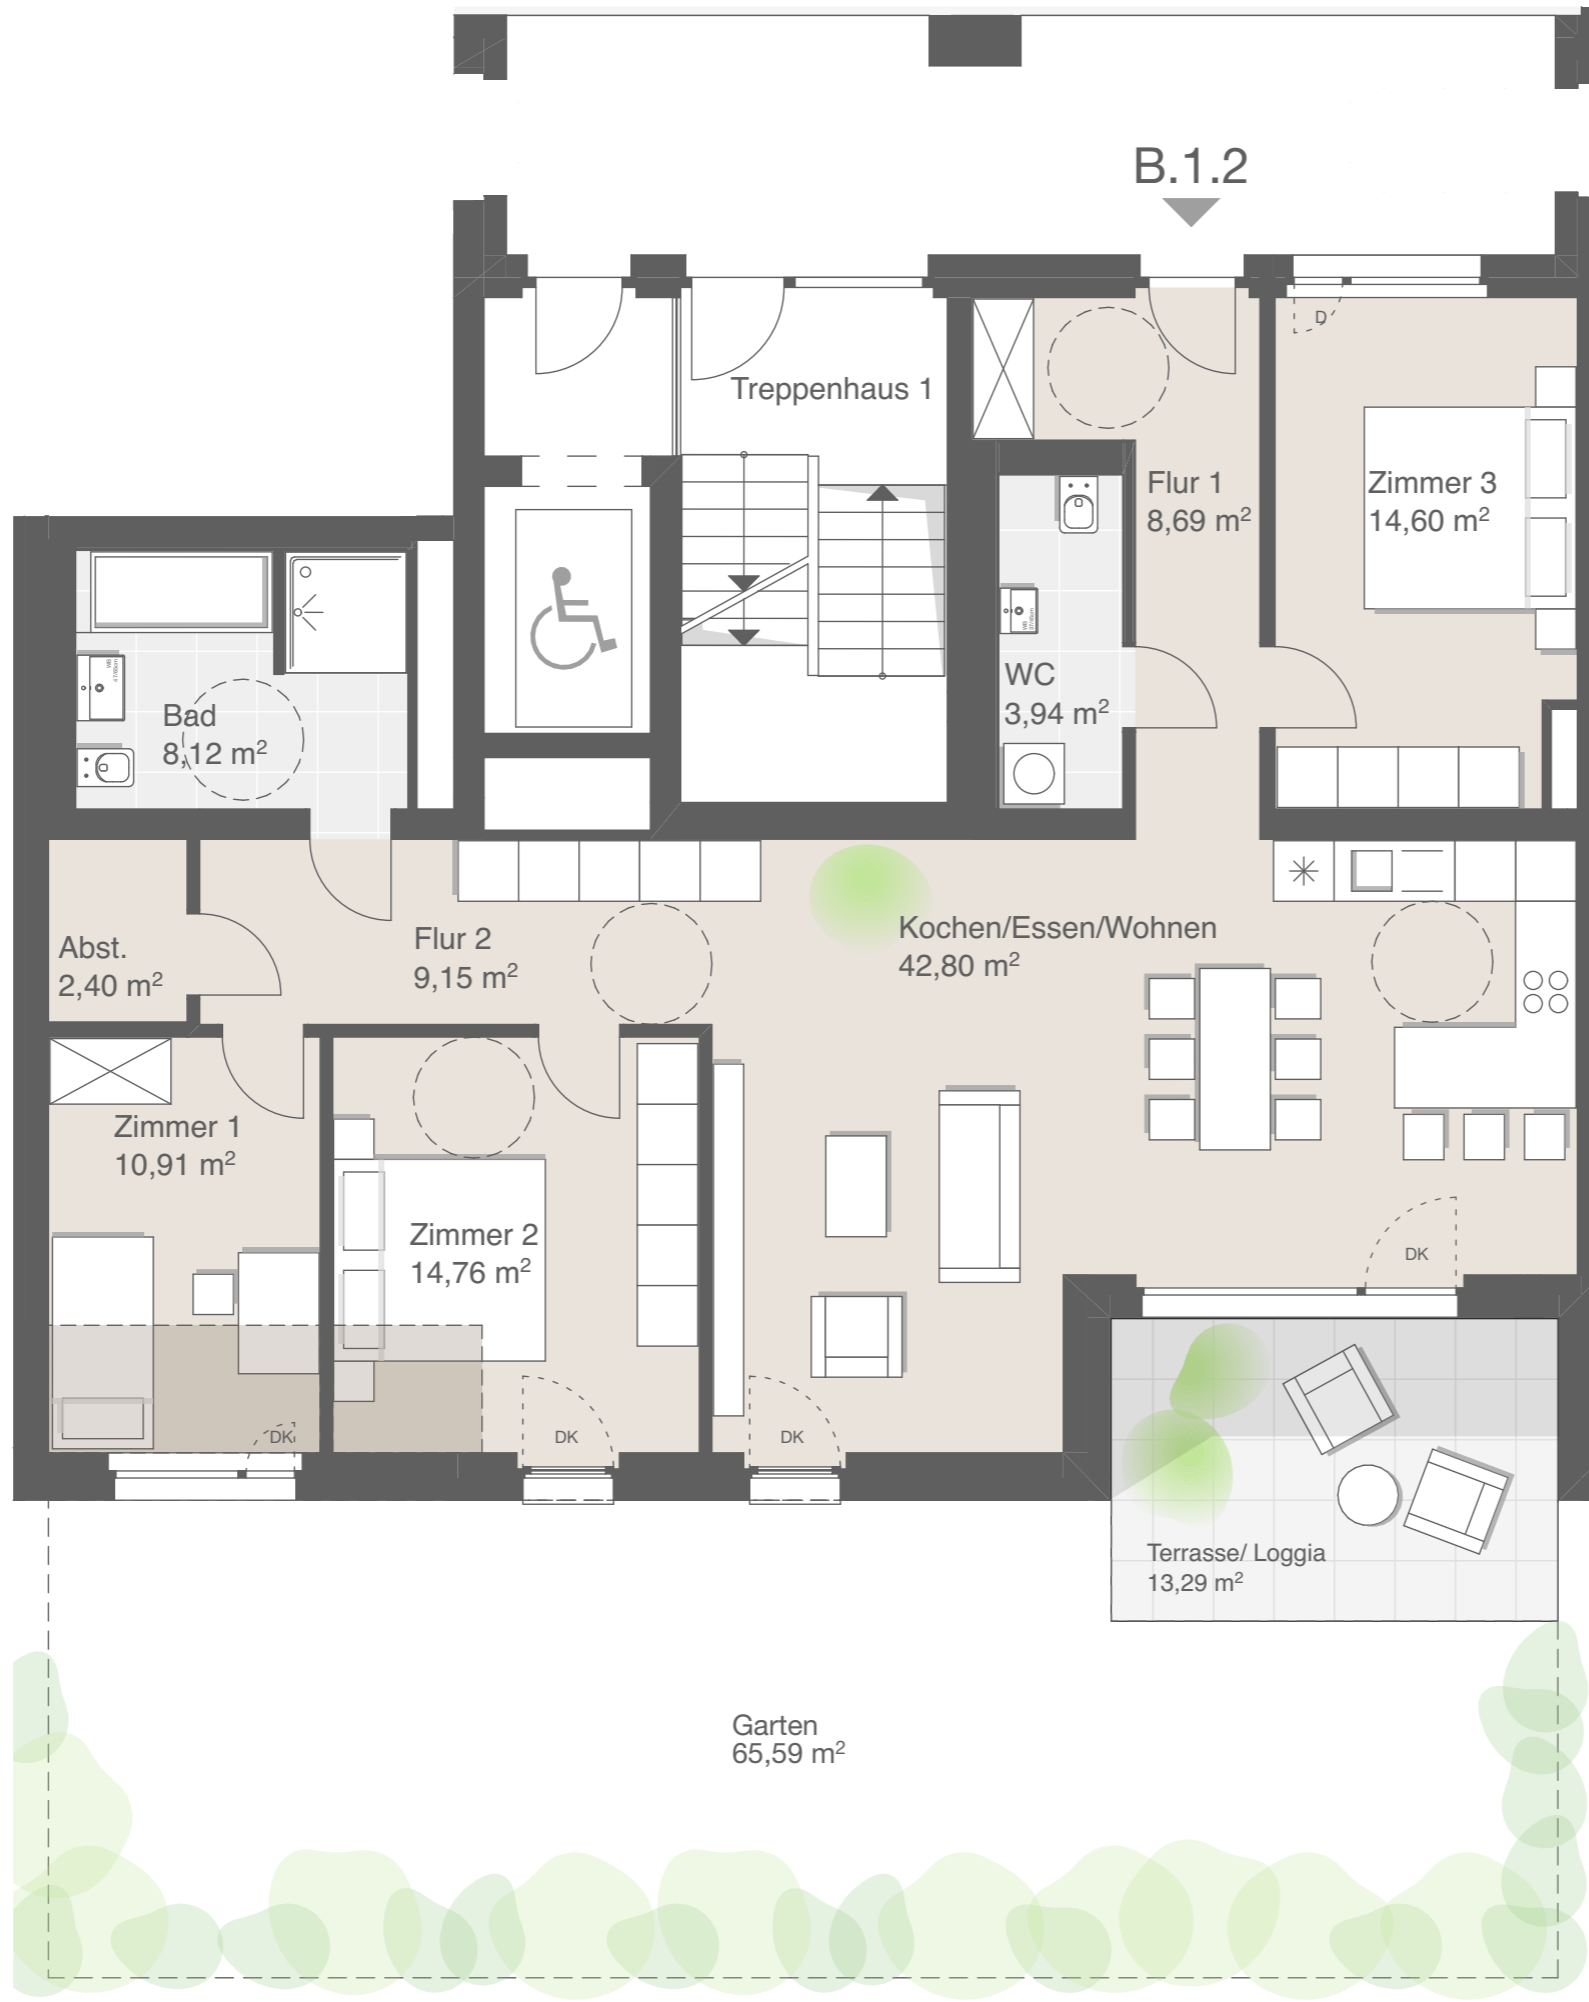 B.1.2
D
Treppenhaus 1
Flur 1
8,69 m²
Zimmer 3
14,60 m²
WC
3,94 m²
Bad
8,12 m²
Kochen/Essen/Wohnen
42,80 m²
Flur 2
9,15 m²
Abst.
2,40 m²
Zimmer 1
10,91 m²
Zimmer 2
14,76 m²
DK
DK
DK
DK
Terrasse/ Loggia
13,29 m²
Garten
65,59 m²